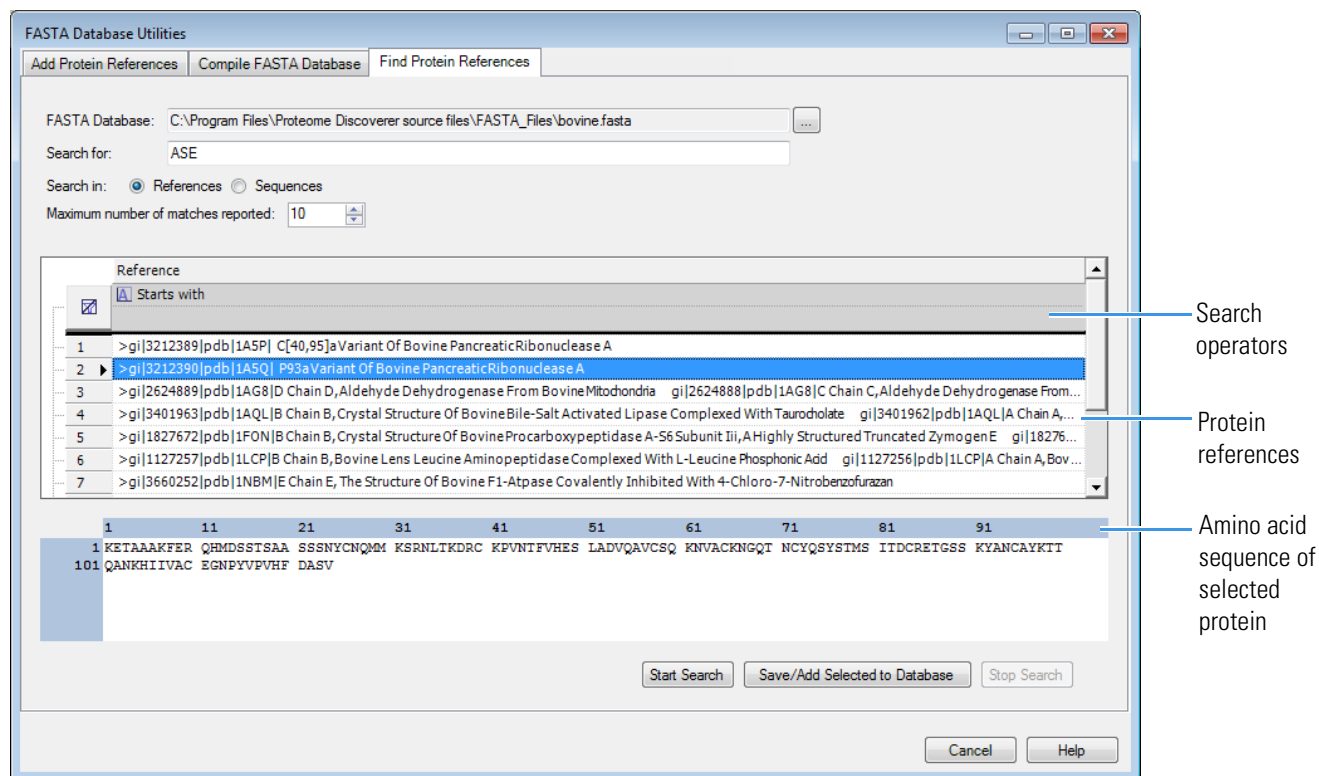 FASTA Database Utilities
Add Protein References Compile FASTA Database Find Protein References
FASTA Database: C:\Program Files\Proteome Discoverer source files\FASTA_Files\bovine.fasta ...
Search for: ASE
Search in: References Sequences
Maximum number of matches reported: 10
Reference
A Starts with
1 >gi|3212389|pdb|1A5P| C[40,95]a Variant Of Bovine Pancreatic Ribonuclease A
2 >gi|3212390|pdb|1A5Q| P93a Variant Of Bovine Pancreatic Ribonuclease A
3 >gi|2624889|pdb|1AG8|D Chain D, Aldehyde Dehydrogenase From Bovine Mitochondria gi|2624888|pdb|1AG8|C Chain C, Aldehyde Dehydrogenase From...
4 >gi|3401963|pdb|1AQL|B Chain B, Crystal Structure Of Bovine Bile-Salt Activated Lipase Complexed With Taurocholate gi|3401962|pdb|1AQL|A Chain A,...
5 >gi|1827672|pdb|1FON|B Chain B, Crystal Structure Of Bovine Procarboxypeptidase A-S6 Subunit Iii, A Highly Structured Truncated Zymogen E gi|18276...
6 >gi|1127257|pdb|1LCP|B Chain B, Bovine Lens Leucine Aminopeptidase Complexed With L-Leucine Phosphonic Acid gi|1127256|pdb|1LCP|A Chain A, Bov...
7 >gi|3660252|pdb|1NBM|E Chain E, The Structure Of Bovine F1-Atpase Covalently Inhibited With 4-Chloro-7-Nitrobenzofurazan
1 11 21 31 41 51 61 71 81 91
1 KETAAAKFER QHMDSSTSAA SSSNYCNQMM KSRNLTKDRC KPVNTFVHES LADVQAVCSQ KNVACKNGQT NCYQSYSTMS ITDCRETGSS KYANCAYKTT
101 QANKHIIVAC EGNPYVPVHF DASV
Start Search Save/Add Selected to Database Stop Search
Cancel Help
Search
operators
Protein
references
Amino acid
sequence of
selected
protein